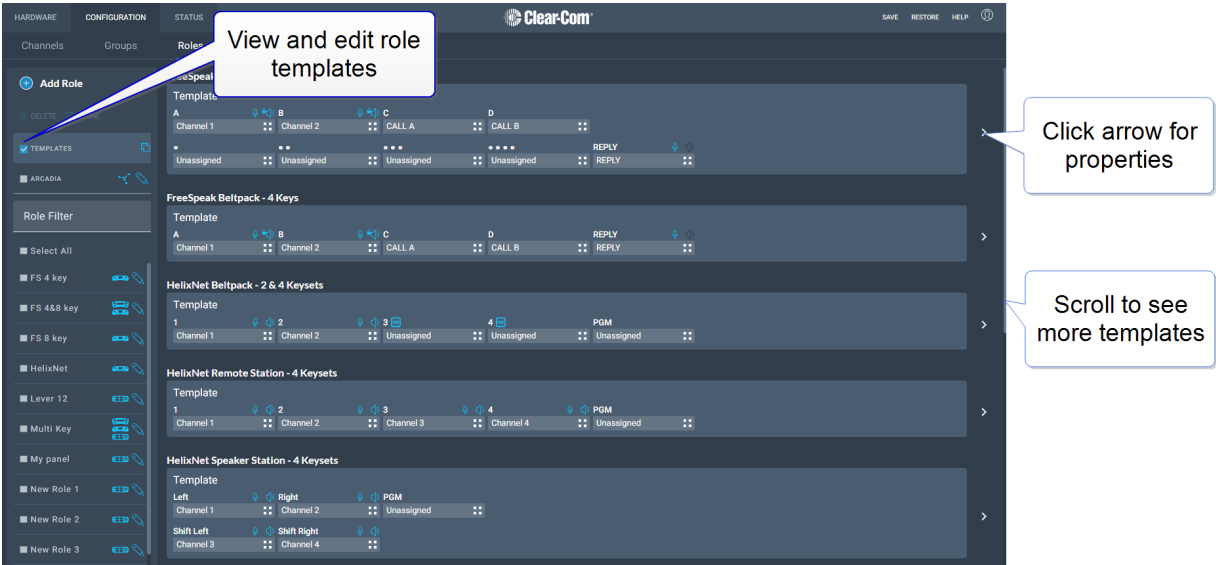 HARDWARE CONFIGURATION STATUS Clear-Com® SAVE RESTORE HELP
Channels Groups Roles
View and edit role
templates
Add Role
DELETE
TEMPLATES
ARCADIA
Role Filter
Select All
FS 4 key
FS 4&8 key
FS 8 key
HelixNet
Lever 12
Multi Key
My panel
New Role 1
New Role 2
New Role 3
Template
A B C D
Channel 1 Channel 2 CALL A CALL B
• •• ••• •••• REPLY
Unassigned Unassigned Unassigned Unassigned REPLY
FreeSpeak Beltpack - 4 Keys
Template
A B C D REPLY
Channel 1 Channel 2 CALL A CALL B REPLY
HelixNet Beltpack - 2 & 4 Keysets
Template
1 2 3 4 PGM
Channel 1 Channel 2 Unassigned Unassigned Unassigned
HelixNet Remote Station - 4 Keysets
Template
1 2 3 4 PGM
Channel 1 Channel 2 Channel 3 Channel 4 Unassigned
HelixNet Speaker Station - 4 Keysets
Template
Left Right PGM
Channel 1 Channel 2 Unassigned
Shift Left Shift Right
Channel 3 Channel 4
Click arrow for
properties
Scroll to see
more templates